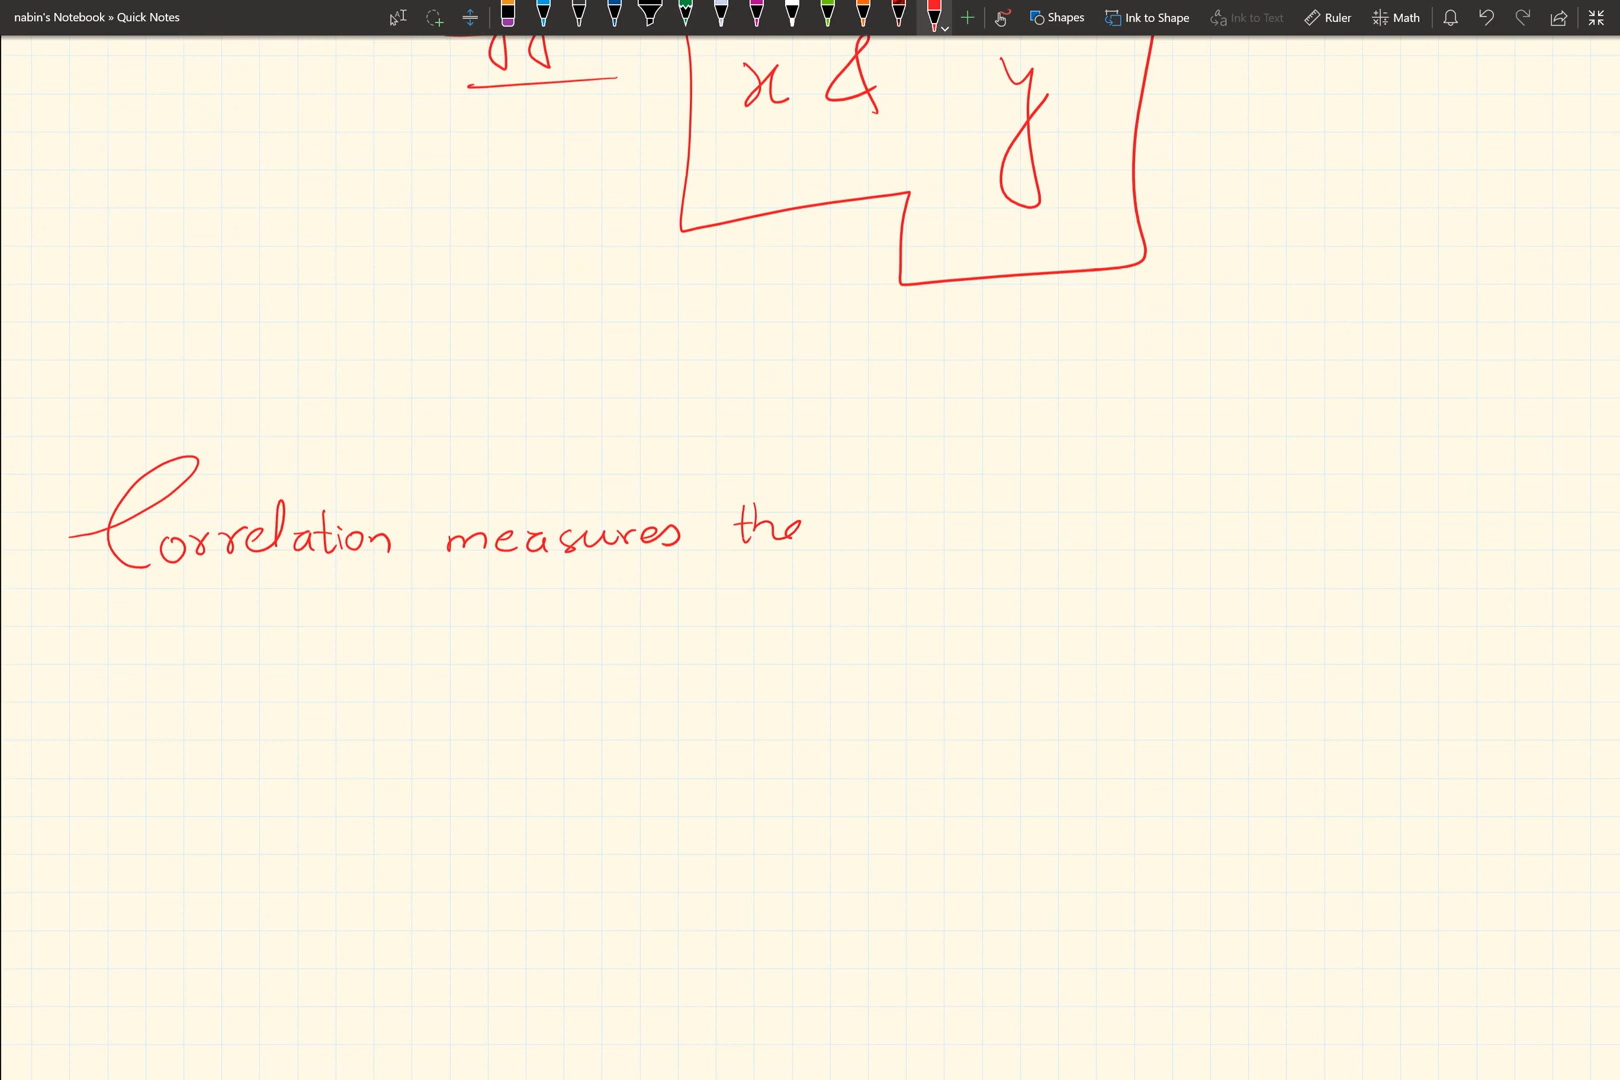 nabin's Notebook » Quick Notes
Shapes
Ink to Shape
Ink to Text
Ruler
Math
x & y
Correlation measures the